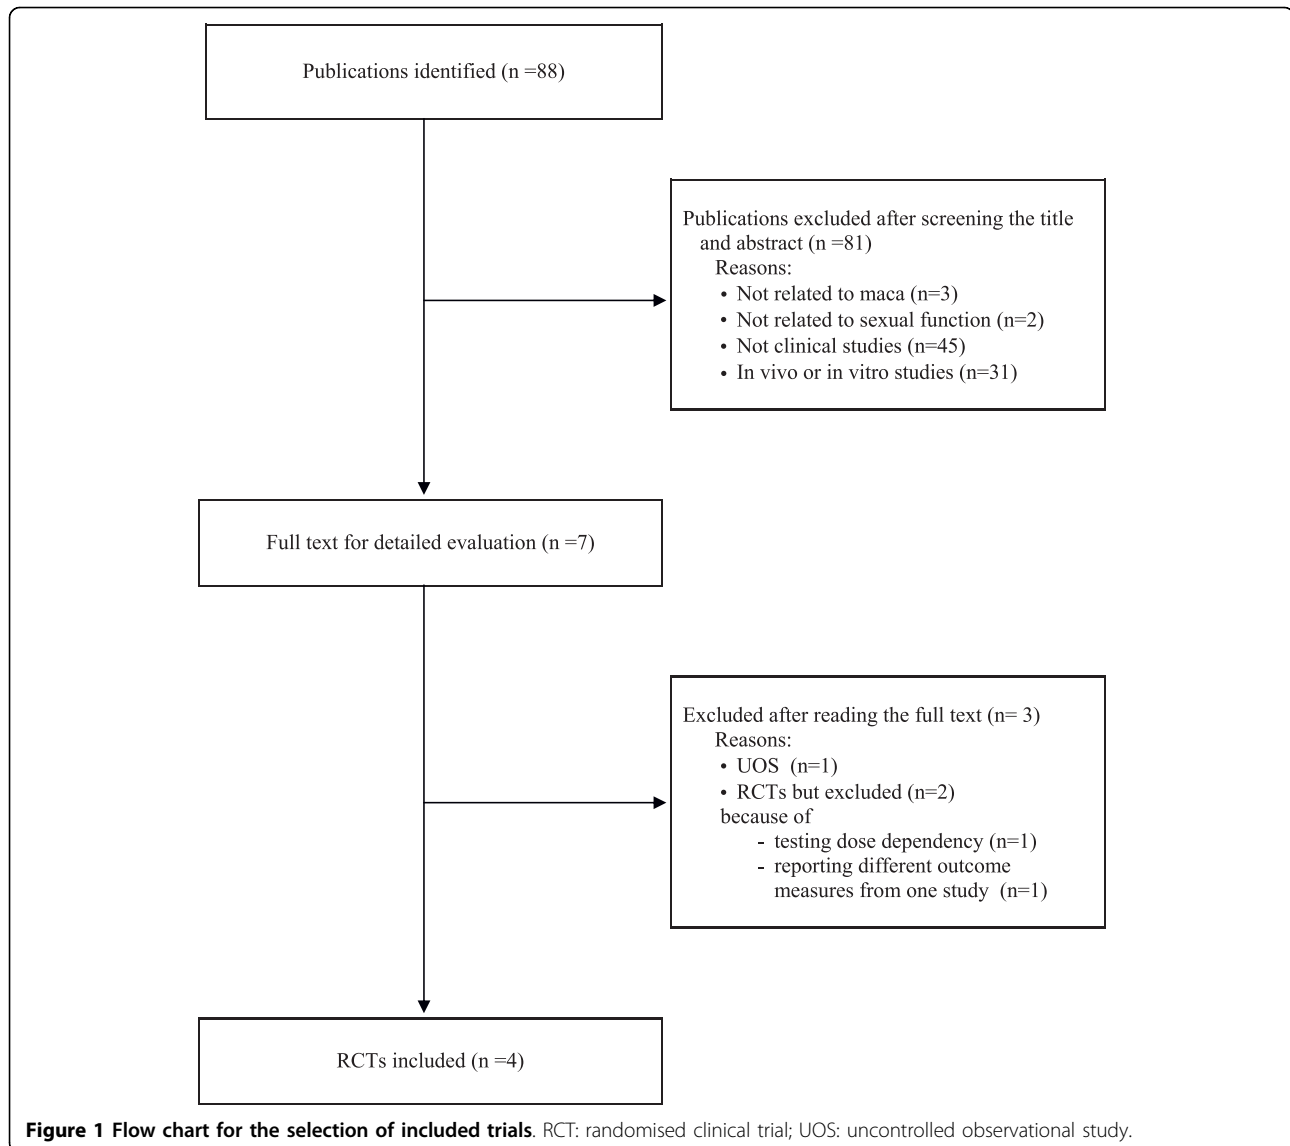 Publications identified (n =88)
Publications excluded after screening the title
and abstract (n =81)
Reasons:
• Not related to maca (n=3)
• Not related to sexual function (n=2)
• Not clinical studies (n=45)
• In vivo or in vitro studies (n=31)
Full text for detailed evaluation (n =7)
Excluded after reading the full text (n= 3)
Reasons:
• UOS (n=1)
• RCTs but excluded (n=2)
because of
- testing dose dependency (n=1)
- reporting different outcome
measures from one study (n=1)
RCTs included (n =4)
Figure 1 Flow chart for the selection of included trials. RCT: randomised clinical trial; UOS: uncontrolled observational study.